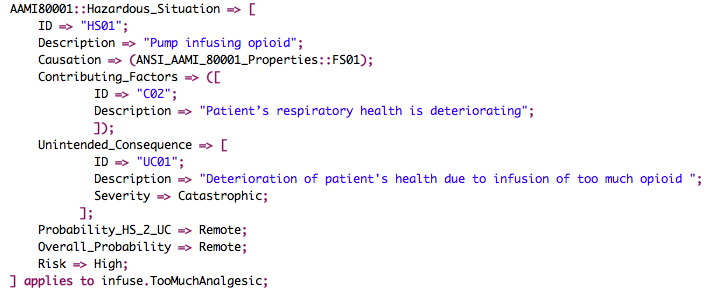 AAMI80001::Hazardous_Situation => [
ID => "HS01";
Description => "Pump infusing opioid";
Causation => (ANSI_AAMI_80001_Properties::FS01);
Contributing_Factors => ([
ID => "C02";
Description => "Patient’s respiratory health is deteriorating";
]);
Unintended_Consequence => [
ID => "UC01";
Description => "Deterioration of patient's health due to infusion of too much opioid ";
Severity => Catastrophic;
];
Probability_HS_2_UC => Remote;
Overall_Probability => Remote;
Risk => High;
] applies to infuse.TooMuchAnalgesic;